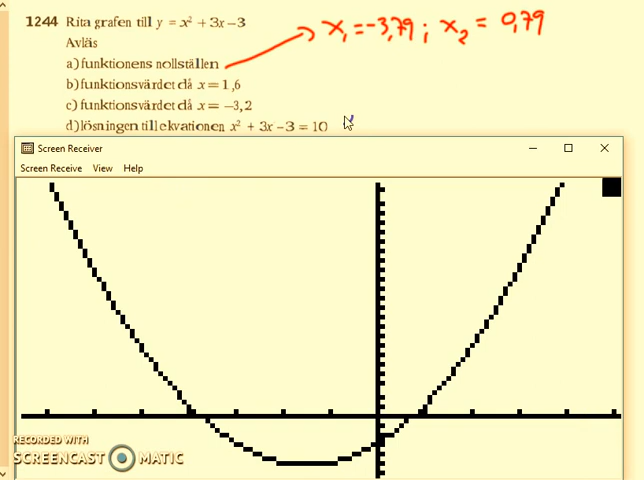 1244 Rita grafen till y = x² + 3x − 3
x₁ = −3,79 ; x₂ = 0,79
Avläs
a) funktionens nollställen
b) funktionsvärdet då x = 1,6
c) funktionsvärdet då x = −3,2
d) lösningen till ekvationen x² + 3x − 3 = 10
Screen Receiver
Screen Receive View Help
RECORDED WITH
SCREENCAST MATIC